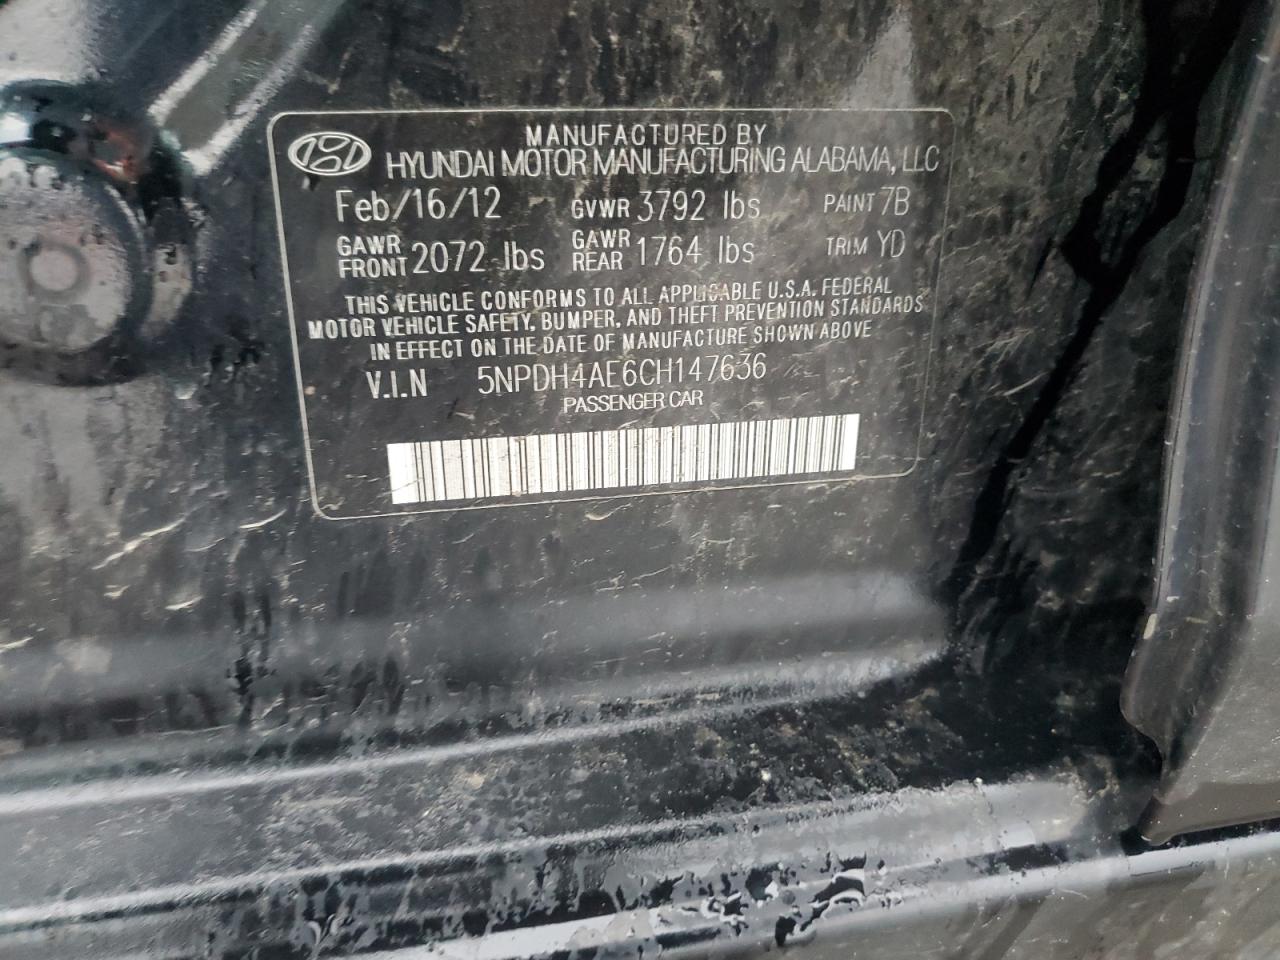 MANUFACTURED BY
HYUNDAI MOTOR MANUFACTURING ALABAMA, LLC
Feb/16/12 GVWR 3792 lbs PAINT 7B
GAWR FRONT 2072 lbs GAWR REAR 1764 lbs TRIM YD
THIS VEHICLE CONFORMS TO ALL APPLICABLE U.S.A. FEDERAL
MOTOR VEHICLE SAFETY, BUMPER, AND THEFT PREVENTION STANDARDS
IN EFFECT ON THE DATE OF MANUFACTURE SHOWN ABOVE
V.I.N 5NPDH4AE6CH147636
PASSENGER CAR